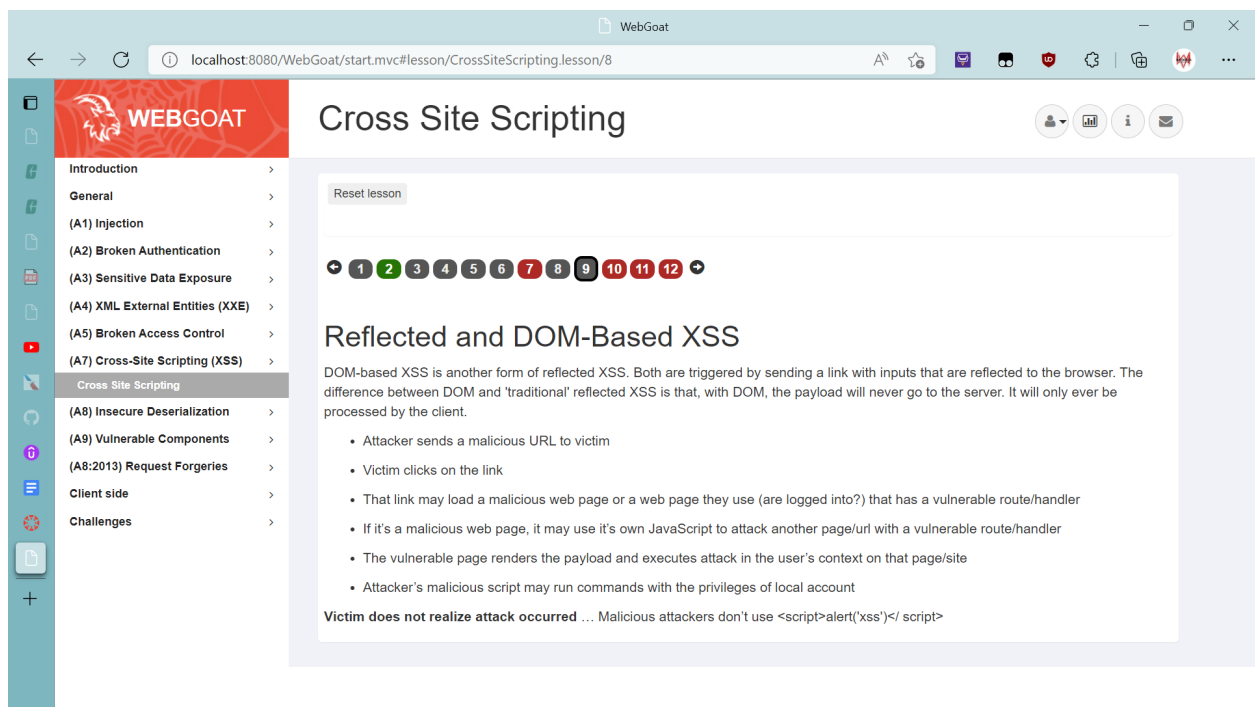 WebGoat
localhost:8080/WebGoat/start.mvc#lesson/CrossSiteScripting.lesson/8
WEBGOAT
Cross Site Scripting
Introduction
General
(A1) Injection
(A2) Broken Authentication
(A3) Sensitive Data Exposure
(A4) XML External Entities (XXE)
(A5) Broken Access Control
(A7) Cross-Site Scripting (XSS)
Cross Site Scripting
(A8) Insecure Deserialization
(A9) Vulnerable Components
(A8:2013) Request Forgeries
Client side
Challenges
Reset lesson
1 2 3 4 5 6 7 8 9 10 11 12
Reflected and DOM-Based XSS
DOM-based XSS is another form of reflected XSS. Both are triggered by sending a link with inputs that are reflected to the browser. The
difference between DOM and 'traditional' reflected XSS is that, with DOM, the payload will never go to the server. It will only ever be
processed by the client.
• Attacker sends a malicious URL to victim
• Victim clicks on the link
• That link may load a malicious web page or a web page they use (are logged into?) that has a vulnerable route/handler
• If it's a malicious web page, it may use it's own JavaScript to attack another page/url with a vulnerable route/handler
• The vulnerable page renders the payload and executes attack in the user's context on that page/site
• Attacker's malicious script may run commands with the privileges of local account
Victim does not realize attack occurred … Malicious attackers don't use <script>alert('xss')</ script>